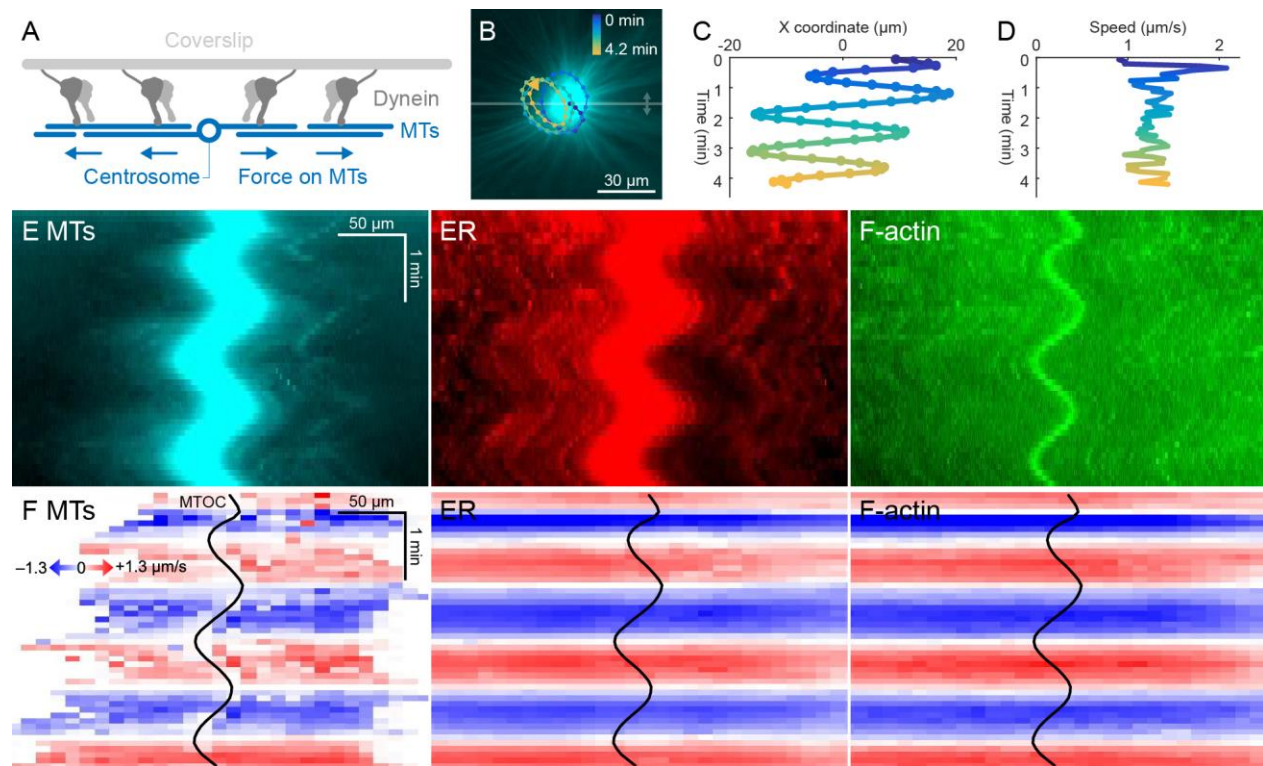 A
Coverslip
Dynein
MTs
Centrosome
Force on MTs
B
0 min
4.2 min
30 µm
C
X coordinate (µm)
-20
0
20
0
1
2
3
4
Time (min)
D
Speed (µm/s)
0
1
2
0
1
2
3
4
Time (min)
E MTs
50 µm
1 min
ER
F-actin
F MTs
MTOC
50 µm
1 min
–1.3
0
+1.3 µm/s
ER
F-actin